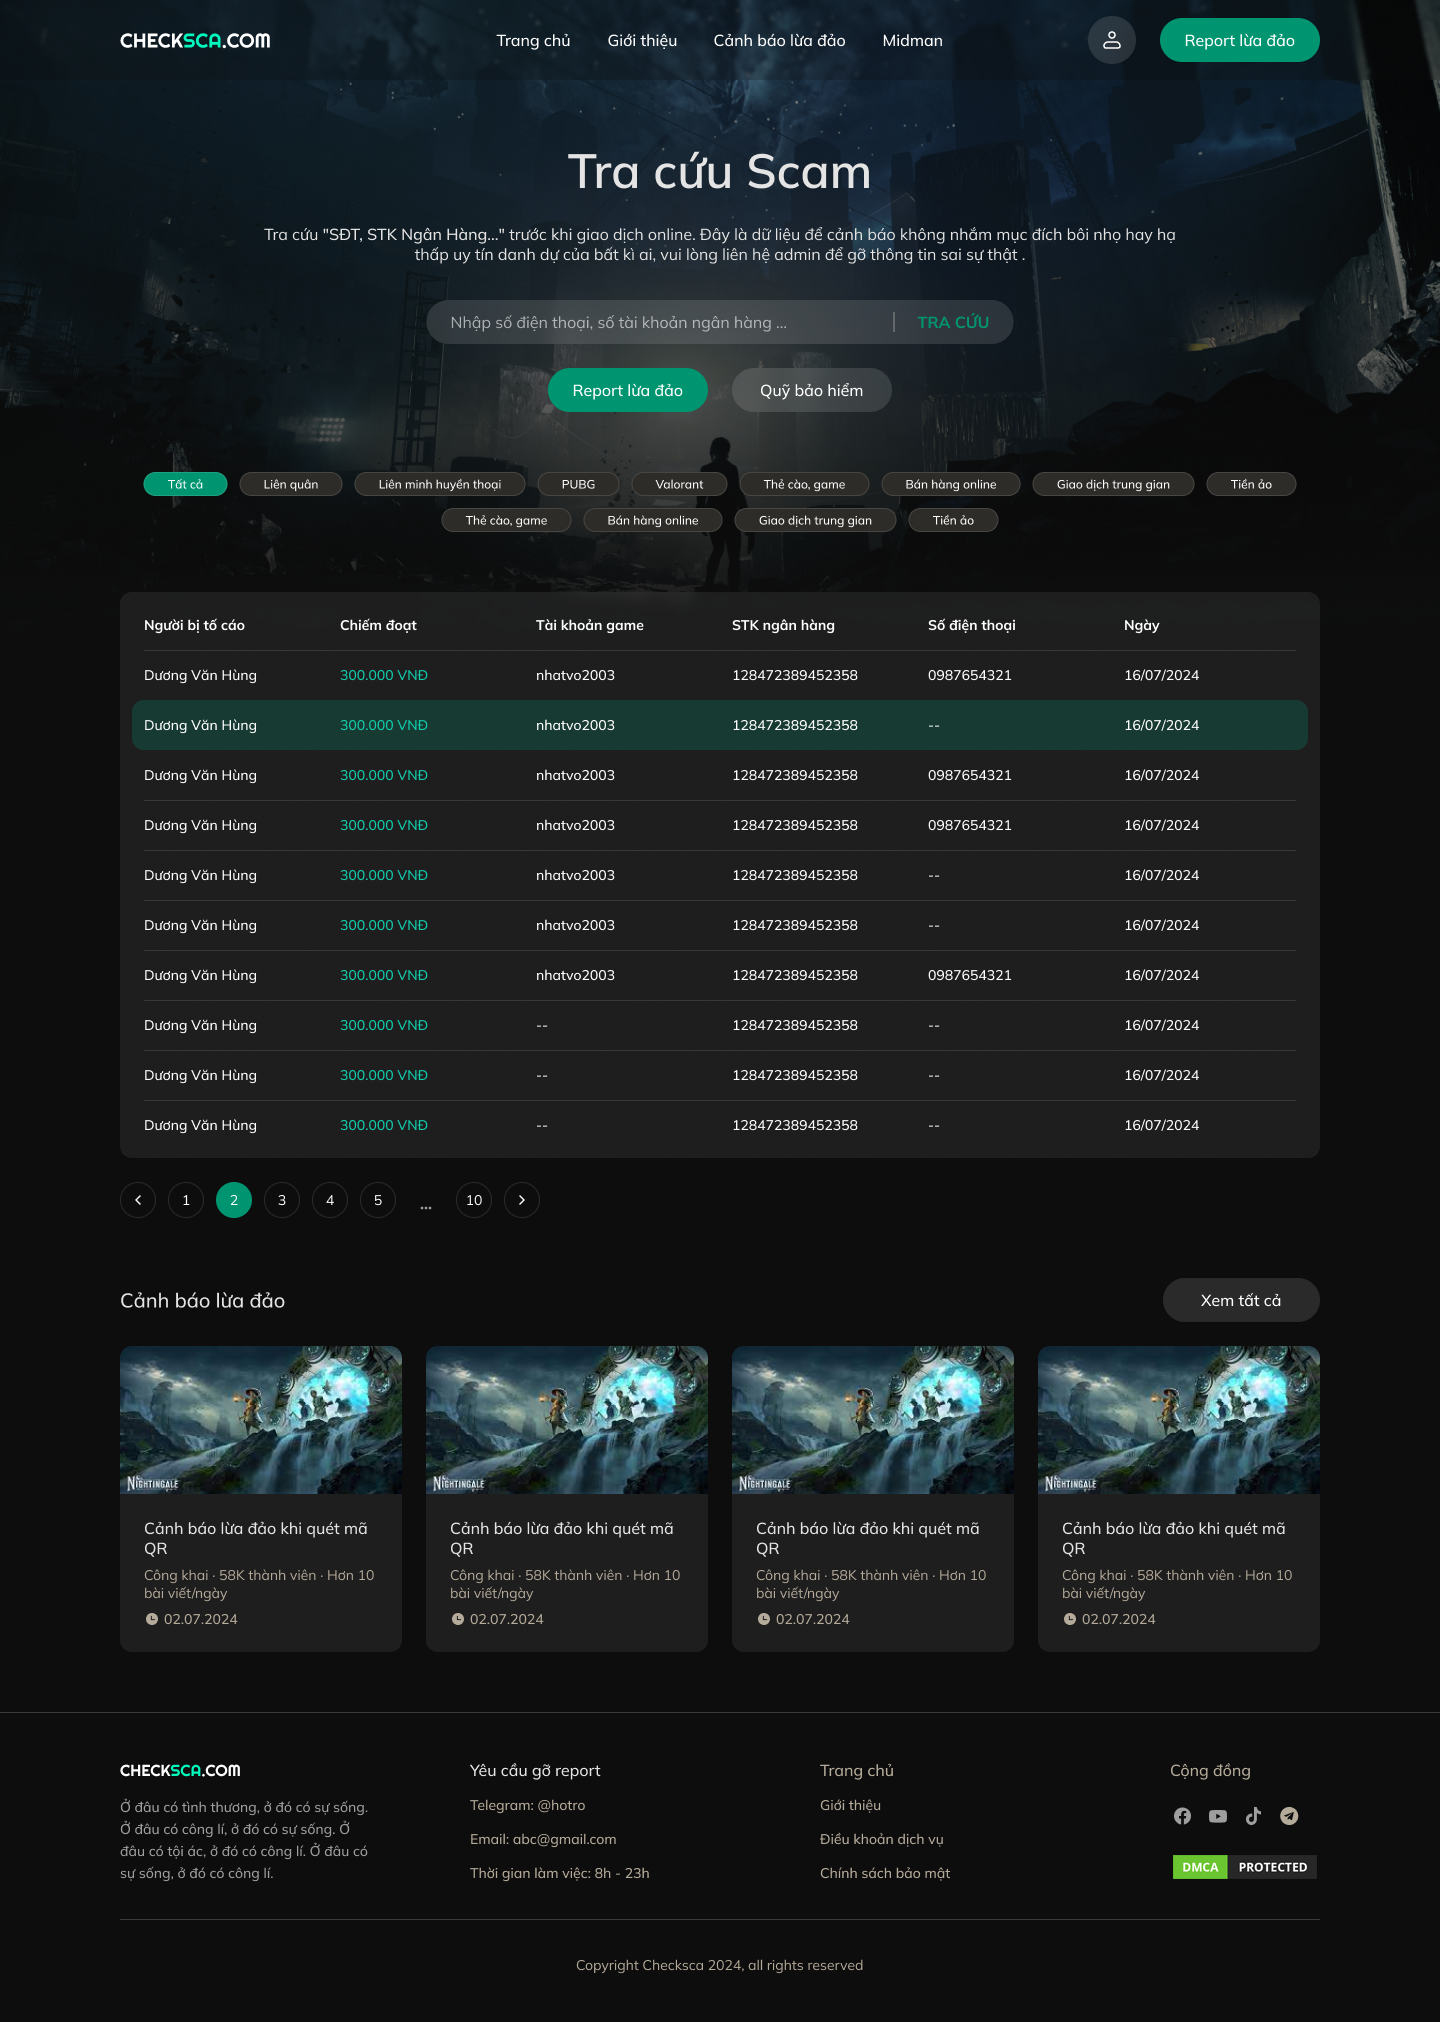 CHECKSCA.COM
Trang chủ
Giới thiệu
Cảnh báo lừa đảo
Midman
Report lừa đảo
Tra cứu Scam
Tra cứu "SĐT, STK Ngân Hàng..." trước khi giao dịch online. Đây là dữ liệu để cảnh báo không nhắm mục đích bôi nhọ hay hạ
thấp uy tín danh dự của bất kì ai, vui lòng liên hệ admin để gỡ thông tin sai sự thật .
Nhập số điện thoại, số tài khoản ngân hàng ...
TRA CỨU
Report lừa đảo
Quỹ bảo hiểm
Tất cả
Liên quân
Liên minh huyền thoại
PUBG
Valorant
Thẻ cào, game
Bán hàng online
Giao dịch trung gian
Tiền ảo
Thẻ cào, game
Bán hàng online
Giao dịch trung gian
Tiền ảo
Người bị tố cáo Chiếm đoạt Tài khoản game STK ngân hàng Số điện thoại Ngày
Dương Văn Hùng 300.000 VNĐ nhatvo2003 128472389452358 0987654321 16/07/2024
Dương Văn Hùng 300.000 VNĐ nhatvo2003 128472389452358 -- 16/07/2024
Dương Văn Hùng 300.000 VNĐ nhatvo2003 128472389452358 0987654321 16/07/2024
Dương Văn Hùng 300.000 VNĐ nhatvo2003 128472389452358 0987654321 16/07/2024
Dương Văn Hùng 300.000 VNĐ nhatvo2003 128472389452358 -- 16/07/2024
Dương Văn Hùng 300.000 VNĐ nhatvo2003 128472389452358 -- 16/07/2024
Dương Văn Hùng 300.000 VNĐ nhatvo2003 128472389452358 0987654321 16/07/2024
Dương Văn Hùng 300.000 VNĐ -- 128472389452358 -- 16/07/2024
Dương Văn Hùng 300.000 VNĐ -- 128472389452358 -- 16/07/2024
Dương Văn Hùng 300.000 VNĐ -- 128472389452358 -- 16/07/2024
1 2 3 4 5 ... 10
Cảnh báo lừa đảo
Xem tất cả
NIGHTINGALE
Cảnh báo lừa đảo khi quét mã
QR
Công khai · 58K thành viên · Hơn 10
bài viết/ngày
02.07.2024
NIGHTINGALE
Cảnh báo lừa đảo khi quét mã
QR
Công khai · 58K thành viên · Hơn 10
bài viết/ngày
02.07.2024
NIGHTINGALE
Cảnh báo lừa đảo khi quét mã
QR
Công khai · 58K thành viên · Hơn 10
bài viết/ngày
02.07.2024
NIGHTINGALE
Cảnh báo lừa đảo khi quét mã
QR
Công khai · 58K thành viên · Hơn 10
bài viết/ngày
02.07.2024
CHECKSCA.COM
Ở đâu có tình thương, ở đó có sự sống.
Ở đâu có công lí, ở đó có sự sống. Ở
đâu có tội ác, ở đó có công lí. Ở đâu có
sự sống, ở đó có công lí.
Yêu cầu gỡ report
Telegram: @hotro
Email: abc@gmail.com
Thời gian làm việc: 8h - 23h
Trang chủ
Giới thiệu
Điều khoản dịch vụ
Chính sách bảo mật
Cộng đồng
DMCA PROTECTED
Copyright Checksca 2024, all rights reserved